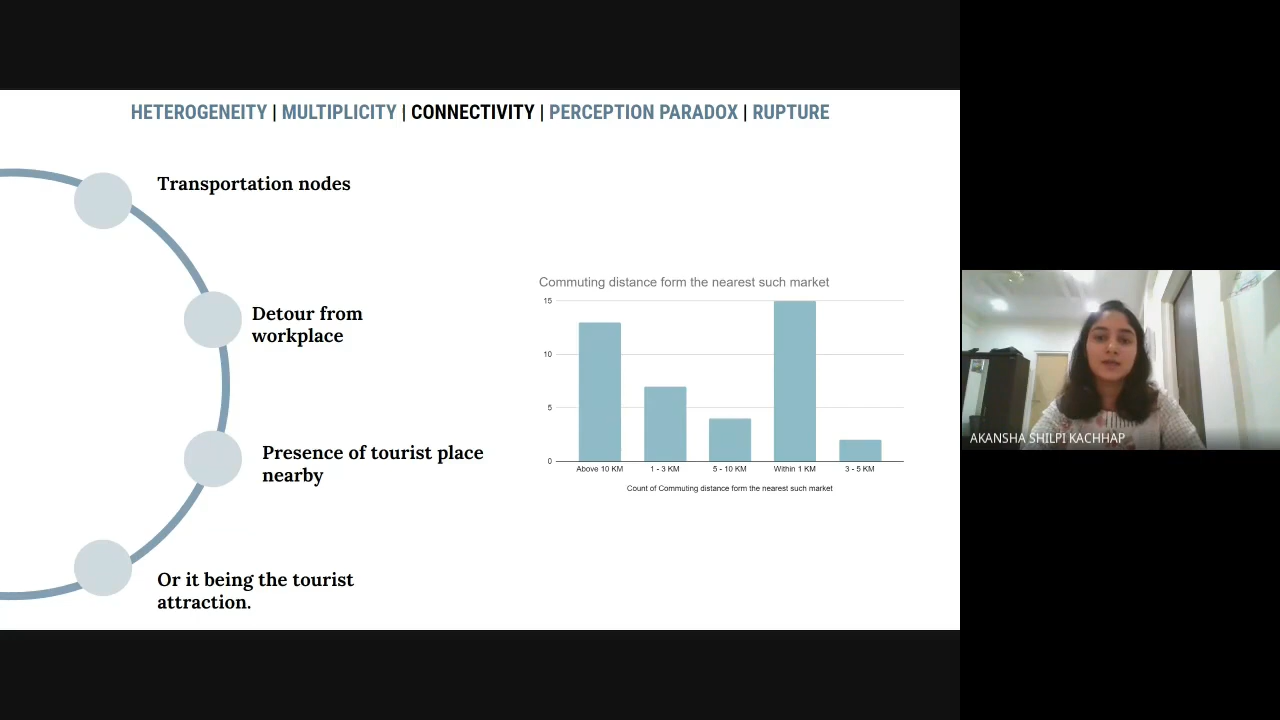 HETEROGENEITY | MULTIPLICITY | CONNECTIVITY | PERCEPTION PARADOX | RUPTURE
Transportation nodes
Detour from
workplace
Presence of tourist place
nearby
Or it being the tourist
attraction.
Commuting distance form the nearest such market
15
10
5
0
Above 10 KM
1 - 3 KM
5 - 10 KM
Within 1 KM
3 - 5 KM
Count of Commuting distance form the nearest such market
AKANSHA SHILPI KACHHAP